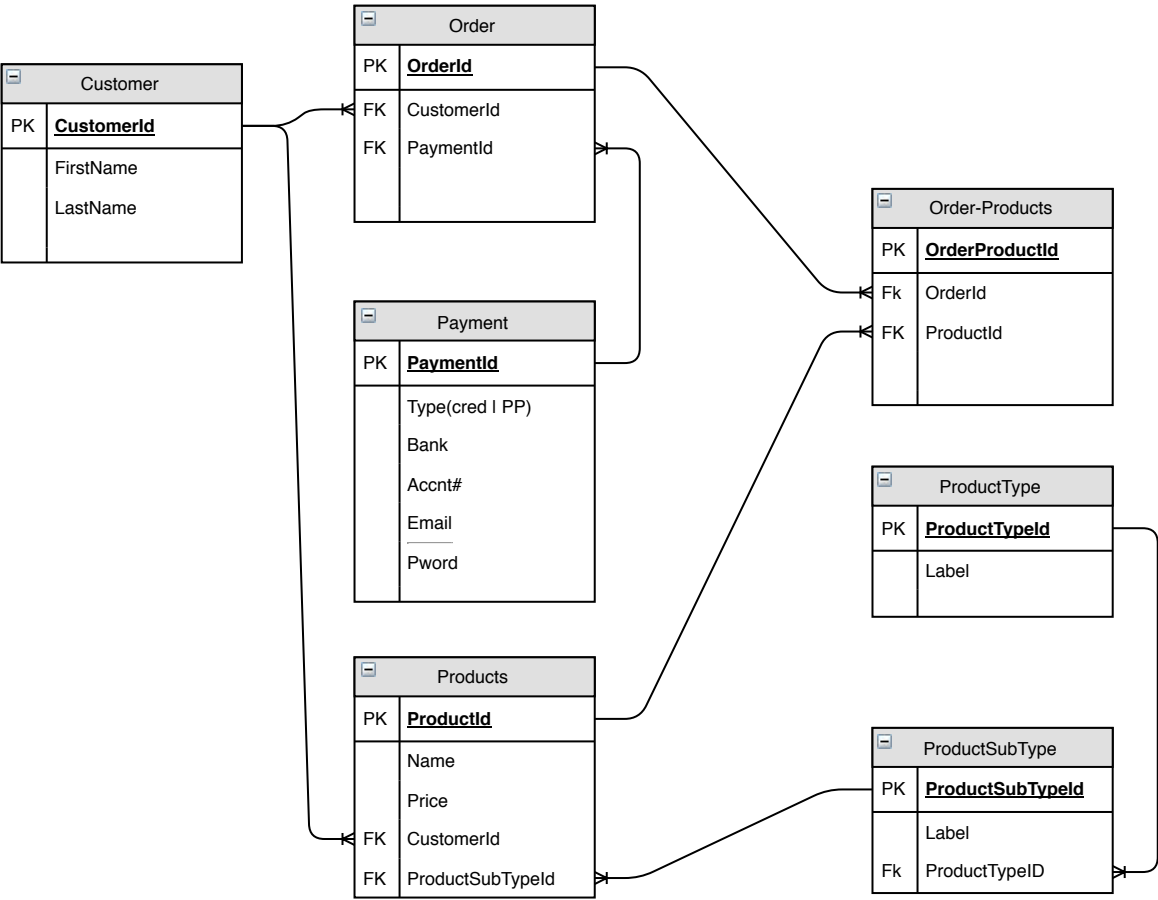 Customer
PK CustomerId
FirstName
LastName
Order
PK OrderId
FK CustomerId
FK PaymentId
Payment
PK PaymentId
Type(cred | PP)
Bank
Accnt#
Email
Pword
Products
PK ProductId
Name
Price
FK CustomerId
FK ProductSubTypeId
Order-Products
PK OrderProductId
Fk OrderId
FK ProductId
ProductType
PK ProductTypeId
Label
ProductSubType
PK ProductSubTypeId
Label
Fk ProductTypeID